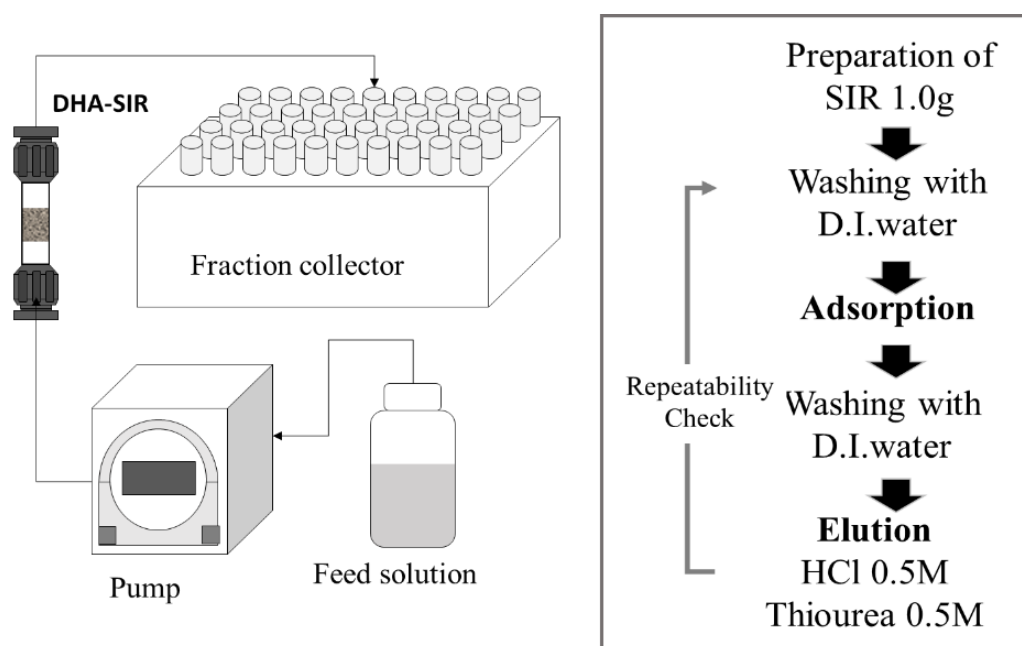 DHA-SIR
Fraction collector
Pump
Feed solution
Preparation of
SIR 1.0g
Washing with
D.I.water
Adsorption
Repeatability
Check
Washing with
D.I.water
Elution
HCl 0.5M
Thiourea 0.5M